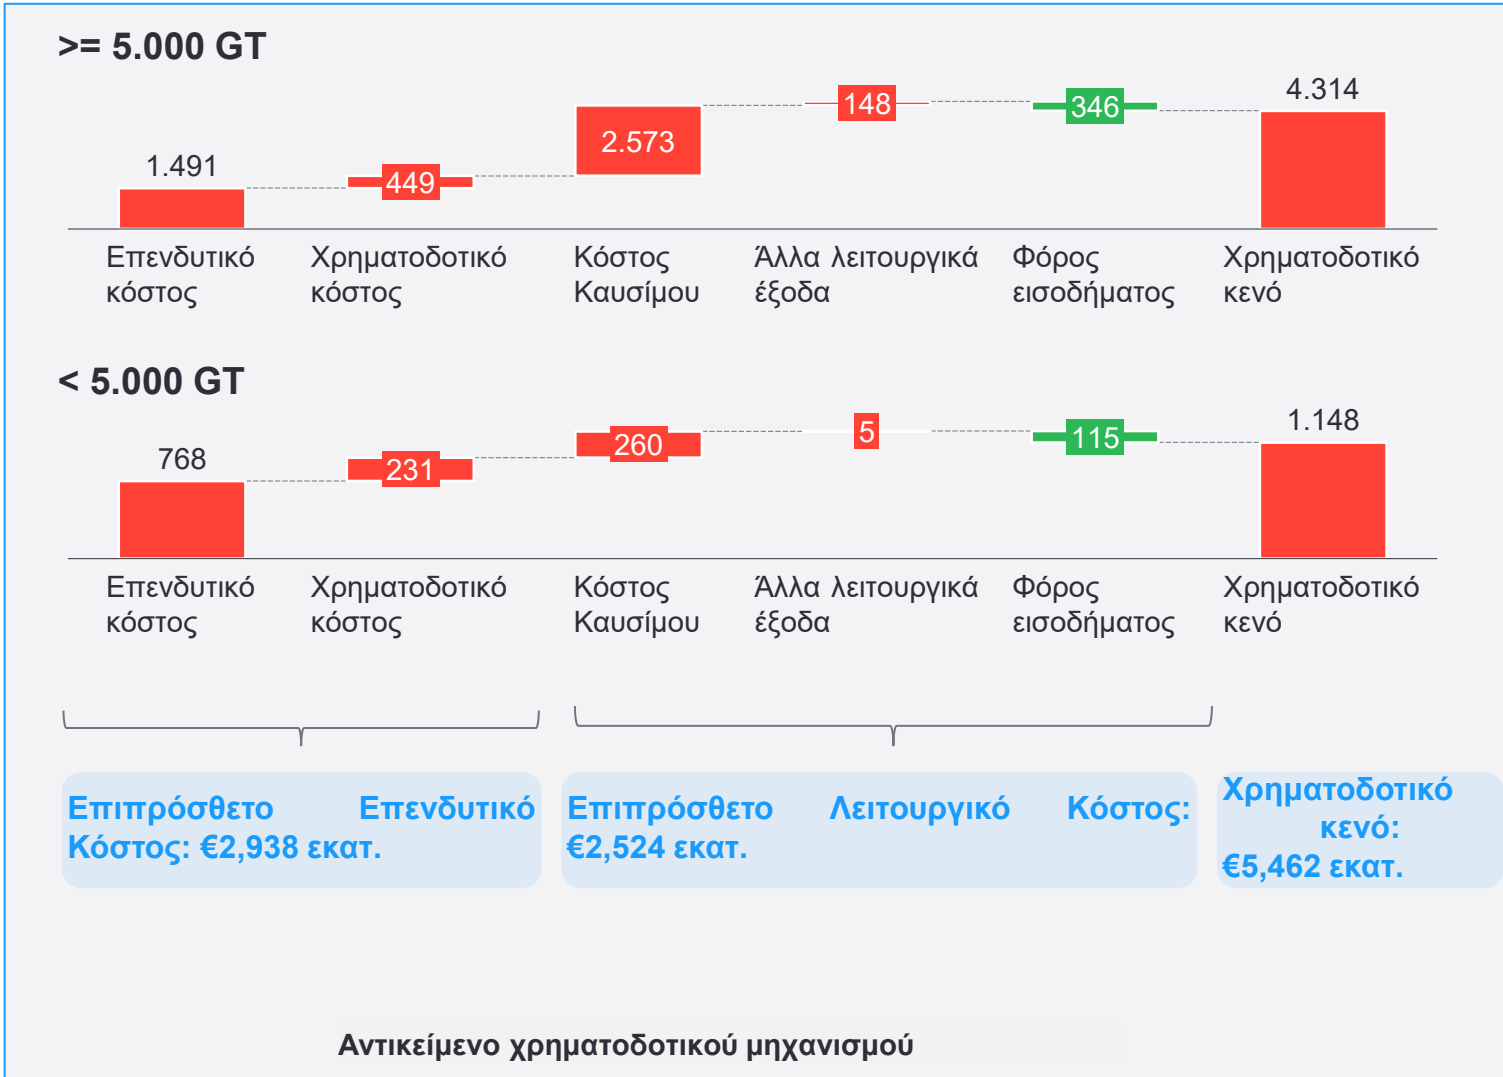 >= 5.000 GT
1.491
449
2.573
148
346
4.314
Επενδυτικό κόστος
Χρηματοδοτικό κόστος
Κόστος Καυσίμου
Άλλα λειτουργικά έξοδα
Φόρος εισοδήματος
Χρηματοδοτικό κενό
< 5.000 GT
768
231
260
5
115
1.148
Επενδυτικό κόστος
Χρηματοδοτικό κόστος
Κόστος Καυσίμου
Άλλα λειτουργικά έξοδα
Φόρος εισοδήματος
Χρηματοδοτικό κενό
Επιπρόσθετο Επενδυτικό
Κόστος: €2,938 εκατ.
Επιπρόσθετο Λειτουργικό Κόστος:
€2,524 εκατ.
Χρηματοδοτικό
κενό:
€5,462 εκατ.
Αντικείμενο χρηματοδοτικού μηχανισμού